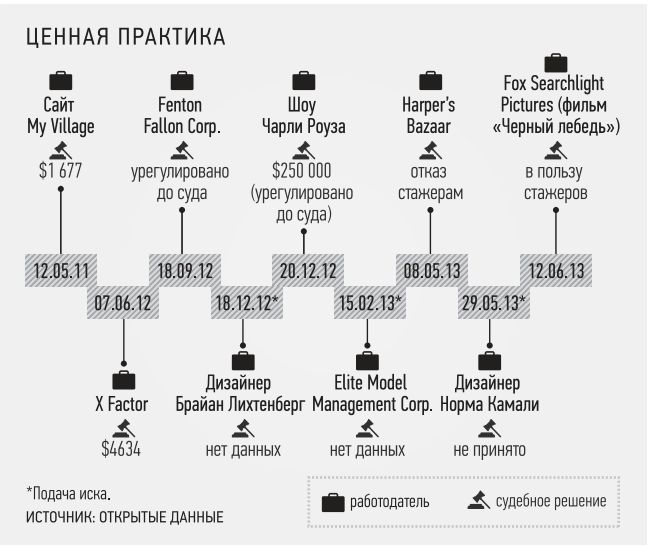 ЦЕННАЯ ПРАКТИКА
Сайт
My Village
$1 677
Fenton
Fallon Corp.
урегулировано
до суда
Шоу
Чарли Роуза
$250 000
(урегулировано
до суда)
Harper's
Bazaar
отказ
стажерам
Fox Searchlight
Pictures (фильм
«Черный лебедь»)
в пользу
стажеров
12.05.11
18.09.12
20.12.12
08.05.13
12.06.13
07.06.12
18.12.12*
15.02.13*
29.05.13*
X Factor
$4634
Дизайнер
Брайан Лихтенберг
нет данных
Elite Model
Management Corp.
нет данных
Дизайнер
Норма Камали
не принято
*Подача иска.
ИСТОЧНИК: ОТКРЫТЫЕ ДАННЫЕ
работодатель
судебное решение